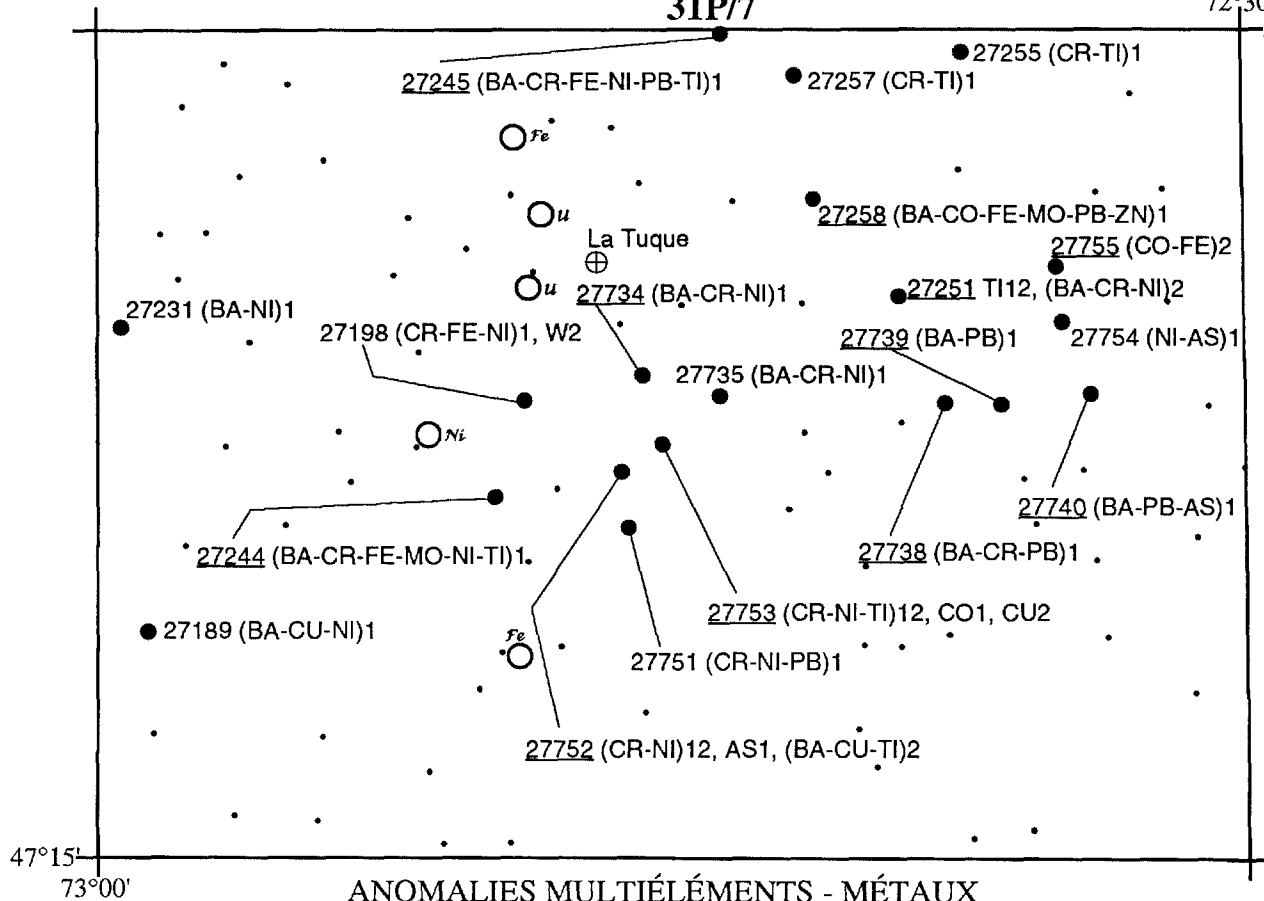 31P/7
72°30'
27255 (CR-TI)1
27245 (BA-CR-FE-NI-PB-TI)1
27257 (CR-TI)1
Fe
u
27258 (BA-CO-FE-MO-PB-ZN)1
La Tuque
27755 (CO-FE)2
u
27734 (BA-CR-NI)1
27251 TI12, (BA-CR-NI)2
27231 (BA-NI)1
27198 (CR-FE-NI)1, W2
27739 (BA-PB)1
27754 (NI-AS)1
27735 (BA-CR-NI)1
Ni
27740 (BA-PB-AS)1
27244 (BA-CR-FE-MO-NI-TI)1
27738 (BA-CR-PB)1
27753 (CR-NI-TI)12, CO1, CU2
27189 (BA-CU-NI)1
Fe
27751 (CR-NI-PB)1
27752 (CR-NI)12, AS1, (BA-CU-TI)2
47°15'
73°00'
ANOMALIES MULTIÉLÉMENTS - MÉTAUX